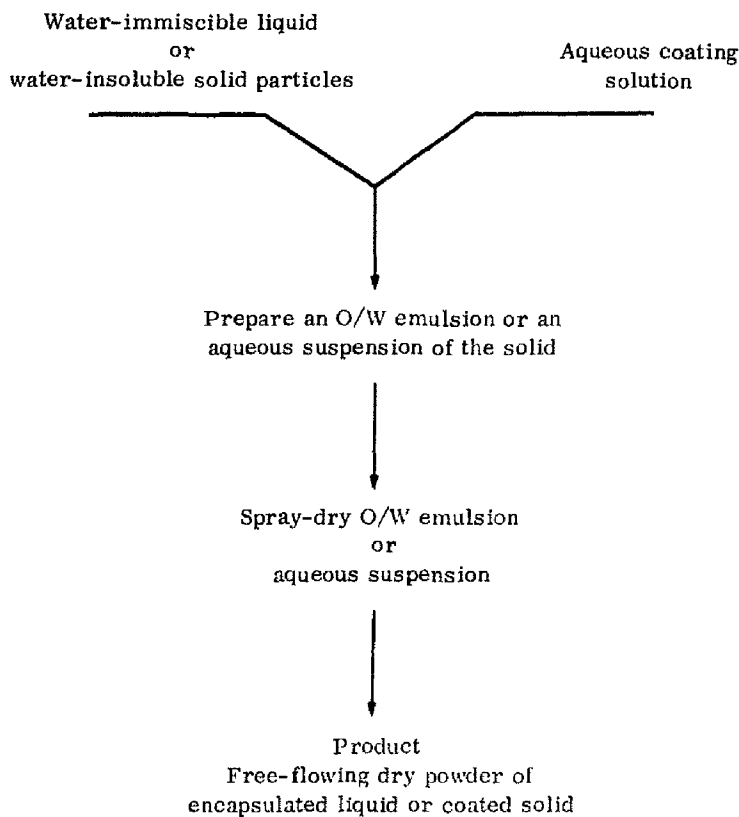 Water-immiscible liquid
or
water-insoluble solid particles
Aqueous coating
solution
Prepare an O/W emulsion or an
aqueous suspension of the solid
Spray-dry O/W emulsion
or
aqueous suspension
Product
Free-flowing dry powder of
encapsulated liquid or coated solid